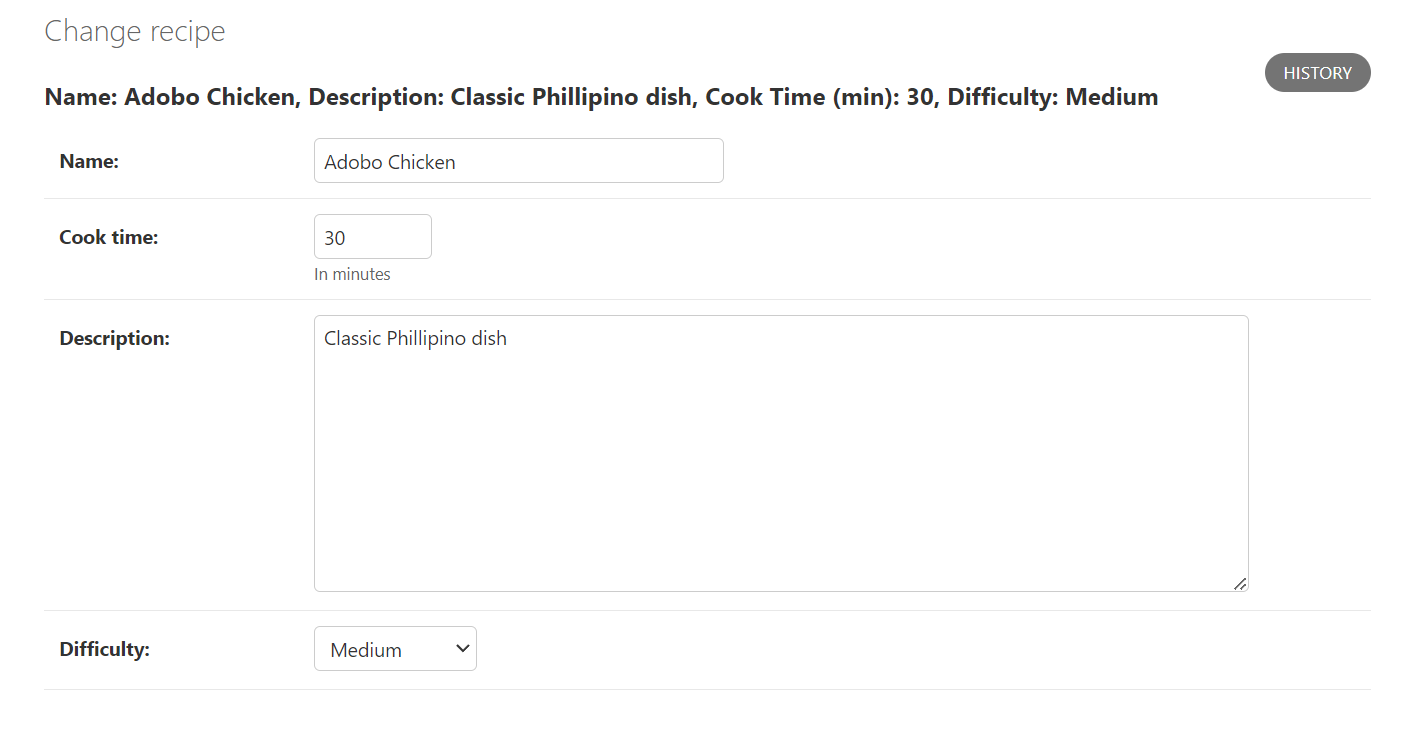 Change recipe
HISTORY
Name: Adobo Chicken, Description: Classic Phillipino dish, Cook Time (min): 30, Difficulty: Medium
Name:
Adobo Chicken
Cook time:
30
In minutes
Description:
Classic Phillipino dish
Difficulty:
Medium